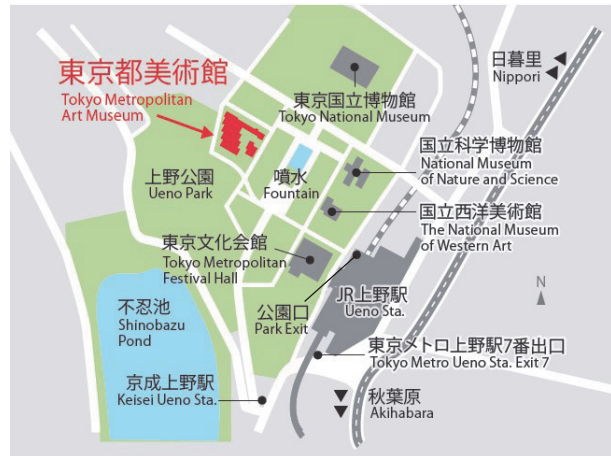 東京都美術館
Tokyo Metropolitan
Art Museum
日暮里
Nippori
東京国立博物館
Tokyo National Museum
国立科学博物館
National Museum
of Nature and Science
上野公園
Ueno Park
噴水
Fountain
国立西洋美術館
The National Museum
of Western Art
東京文化会館
Tokyo Metropolitan
Festival Hall
N
不忍池
Shinobazu
Pond
公園口
Park Exit
JR上野駅
Ueno Sta.
東京メトロ上野駅7番出口
Tokyo Metro Ueno Sta. Exit 7
京成上野駅
Keisei Ueno Sta.
秋葉原
Akihabara